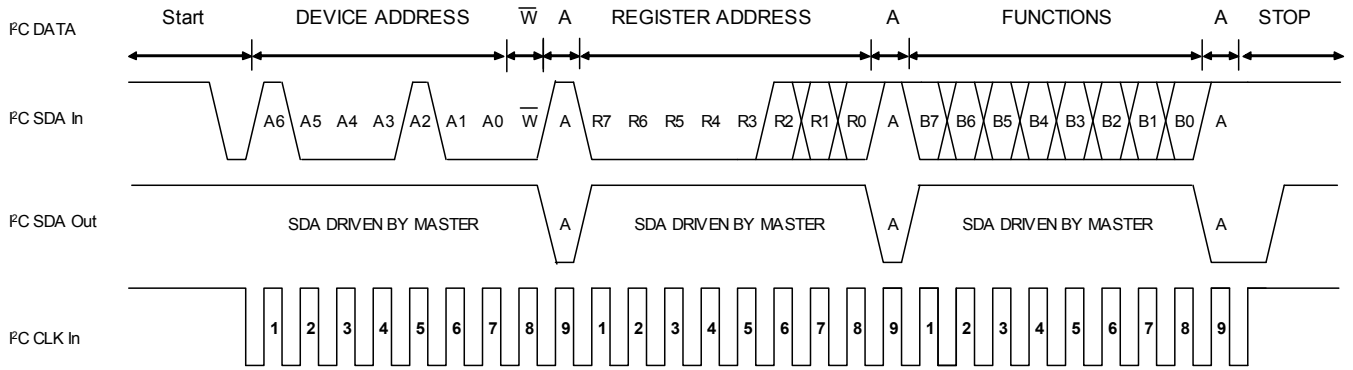 Start DEVICE ADDRESS W̅ A REGISTER ADDRESS A FUNCTIONS A STOP
I²C DATA
I²C SDA In A6 A5 A4 A3 A2 A1 A0 W̅ A R7 R6 R5 R4 R3 R2 R1 R0 A B7 B6 B5 B4 B3 B2 B1 B0 A
I²C SDA Out SDA DRIVEN BY MASTER A SDA DRIVEN BY MASTER A SDA DRIVEN BY MASTER A
I²C CLK In 1 2 3 4 5 6 7 8 9 1 2 3 4 5 6 7 8 9 1 2 3 4 5 6 7 8 9